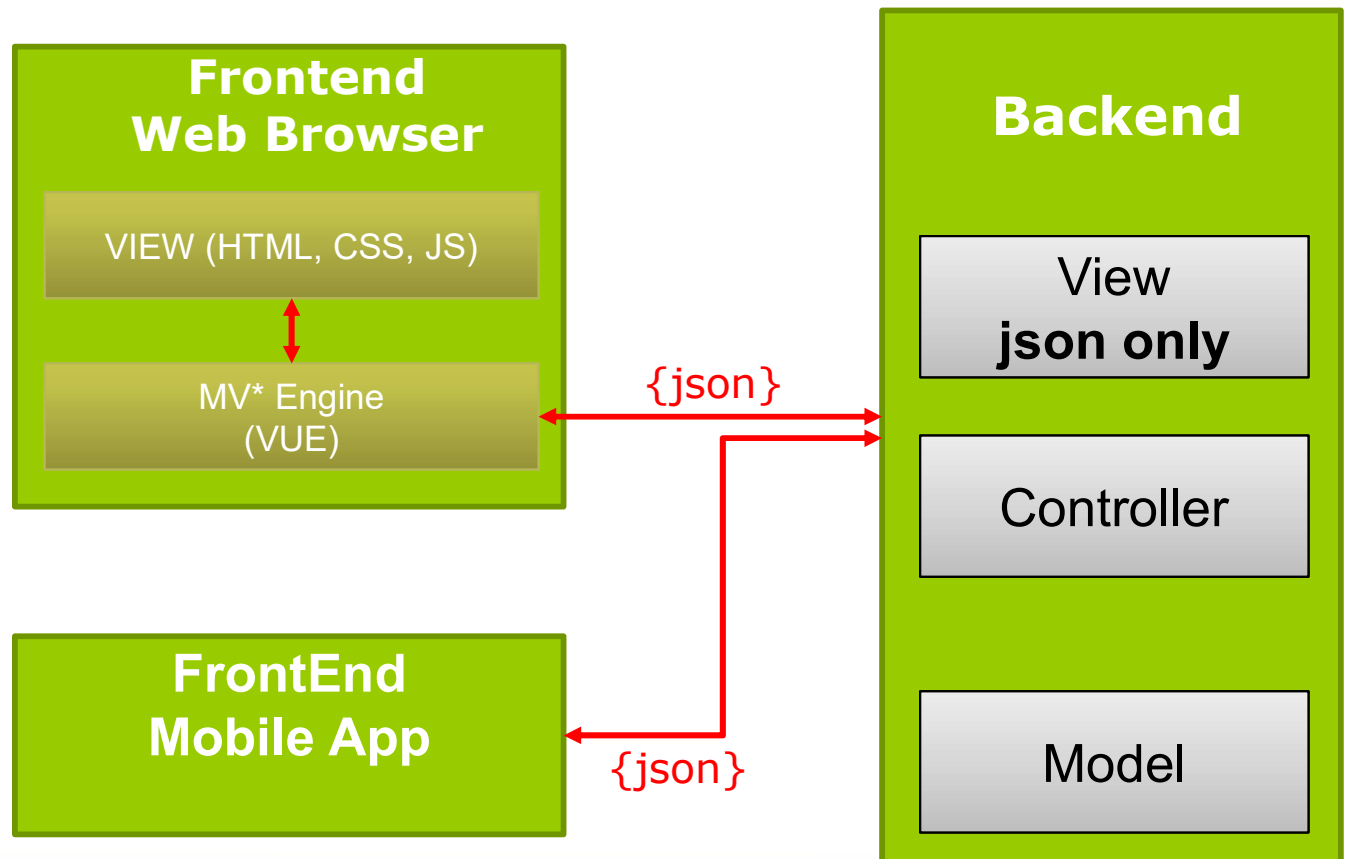 Frontend
Web Browser
VIEW (HTML, CSS, JS)
MV* Engine
(VUE)
{json}
FrontEnd
Mobile App
{json}
Backend
View
json only
Controller
Model